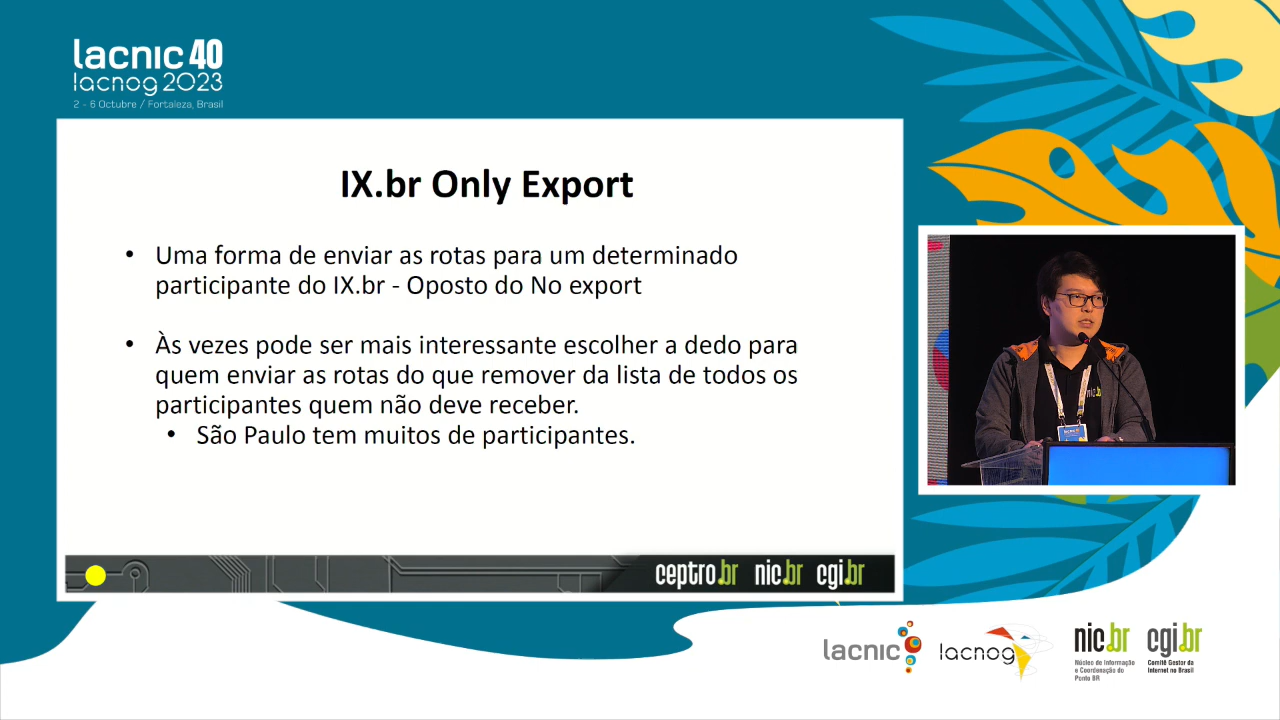 lacnic 40
lacnog 2023
2 - 6 Octubre / Fortaleza, Brasil
IX.br Only Export
• Uma forma de enviar as rotas para um determinado
participante do IX.br - Oposto do No export
• Às vezes pode ser mais interessante escolher a dedo para
quem enviar as rotas do que remover da lista de todos os
participantes quem não deve receber.
• São Paulo tem muitos de participantes.
ceptro.br nic.br cgi.br
lacnic
lacnog
nic.br
Núcleo de Informação
e Coordenação do
Ponto BR
cgi.br
Comitê Gestor da
Internet no Brasil